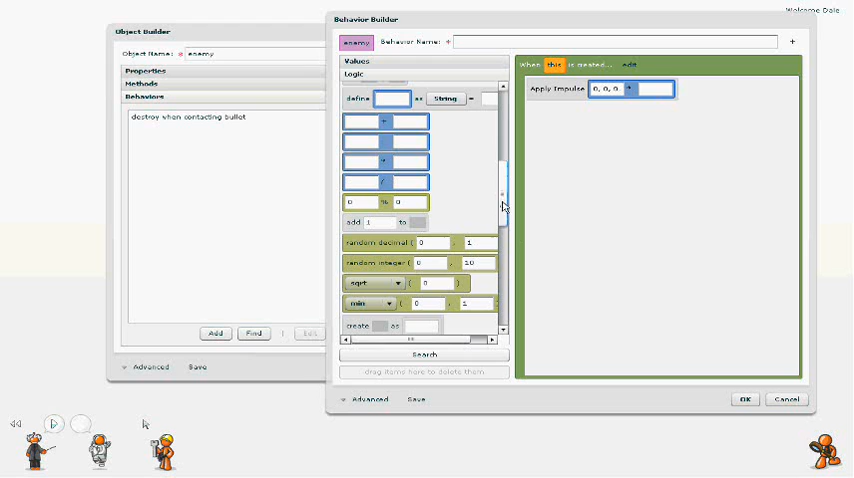 Welcome Dale
Behavior Builder
Object Builder
enemy Behavior Name: * +
Object Name: * enemy
Values
Logic
When this is created... edit
Properties
Methods
Behaviors
Apply Impulse 0, 0, 0 *
define as String =
destroy when contacting bullet
+
-
*
/
0 % 0
add 1 to
random decimal ( 0 , 1
random integer ( 0 , 10
sqrt ( 0 )
min ( 0 , 1
create as
Add Find Edit
Search
drag items here to delete them
Advanced Save
Advanced Save OK Cancel